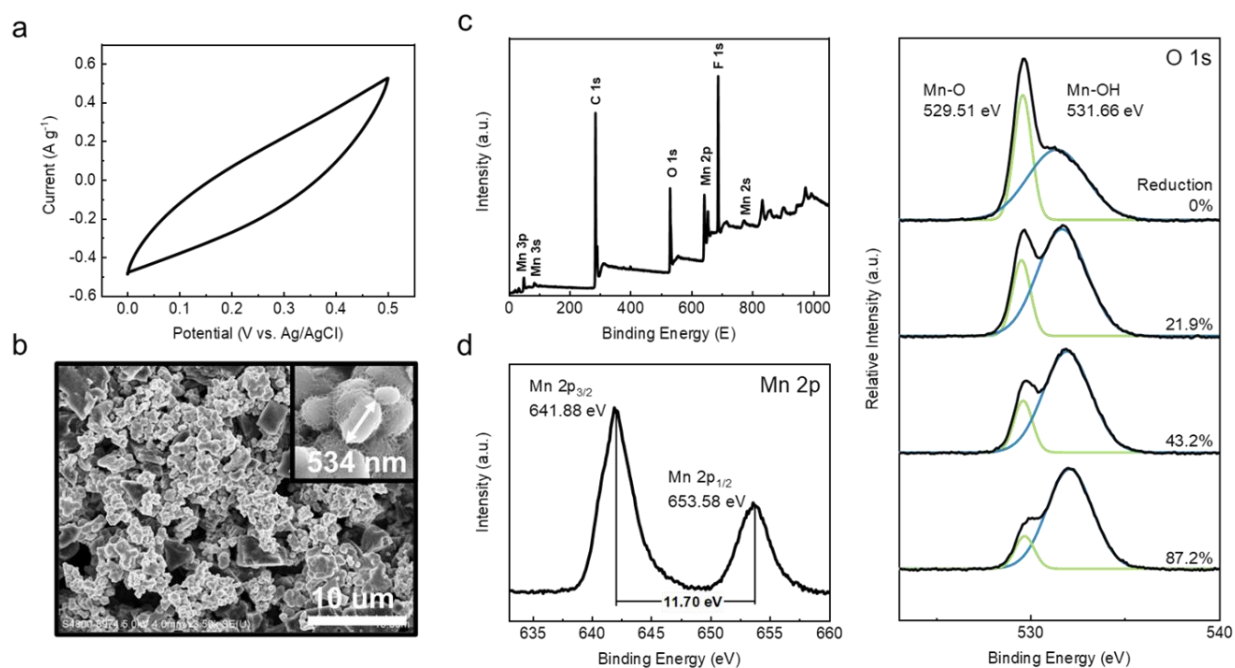 a
Current (A g⁻¹)
0.6
0.4
0.2
0.0
-0.2
-0.4
-0.6
0.0 0.1 0.2 0.3 0.4 0.5
Potential (V vs. Ag/AgCl)
b
534 nm
10 um
c
Intensity (a.u.)
Mn 3p
Mn 3s
C 1s
O 1s
Mn 2p
F 1s
Mn 2s
0 200 400 600 800 1000
Binding Energy (E)
d
Mn 2p
Mn 2p₃/₂
641.88 eV
Mn 2p₁/₂
653.58 eV
11.70 eV
Intensity (a.u.)
635 640 645 650 655 660
Binding Energy (eV)
O 1s
Mn-O
529.51 eV
Mn-OH
531.66 eV
Reduction
0%
21.9%
43.2%
87.2%
Relative Intensity (a.u.)
530 540
Binding Energy (eV)